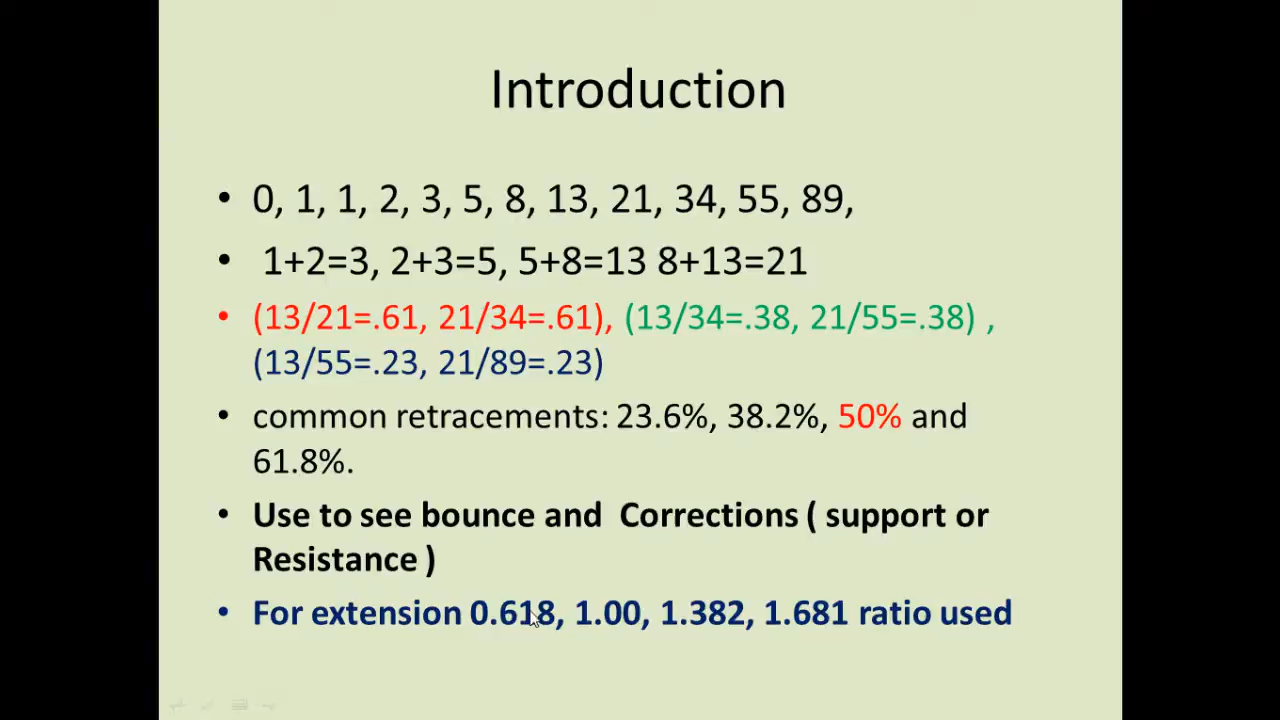 Introduction
• 0, 1, 1, 2, 3, 5, 8, 13, 21, 34, 55, 89,
• 1+2=3, 2+3=5, 5+8=13 8+13=21
• (13/21=.61, 21/34=.61), (13/34=.38, 21/55=.38) ,
(13/55=.23, 21/89=.23)
• common retracements: 23.6%, 38.2%, 50% and
61.8%.
• Use to see bounce and Corrections ( support or
Resistance )
• For extension 0.618, 1.00, 1.382, 1.681 ratio used